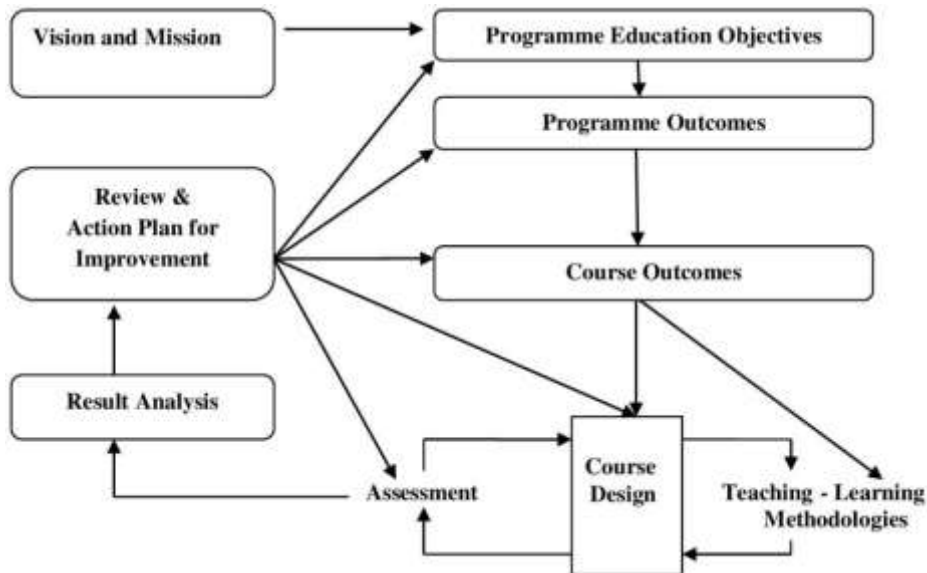 Vision and Mission
Programme Education Objectives
Programme Outcomes
Review &
Action Plan for
Improvement
Course Outcomes
Result Analysis
Assessment
Course
Design
Teaching - Learning
Methodologies